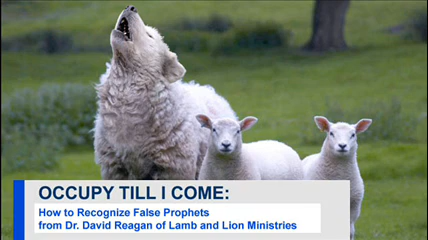 OCCUPY TILL I COME:
How to Recognize False Prophets
from Dr. David Reagan of Lamb and Lion Ministries